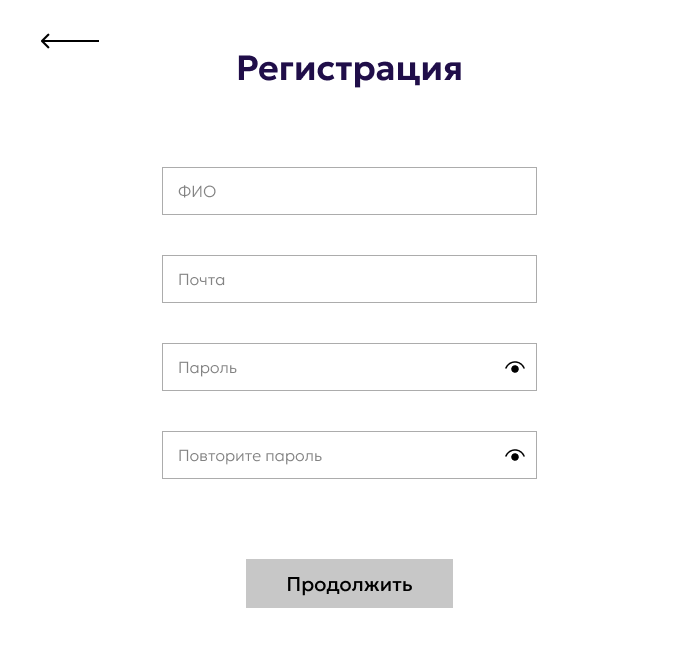 Регистрация
ФИО
Почта
Пароль
Повторите пароль
Продолжить